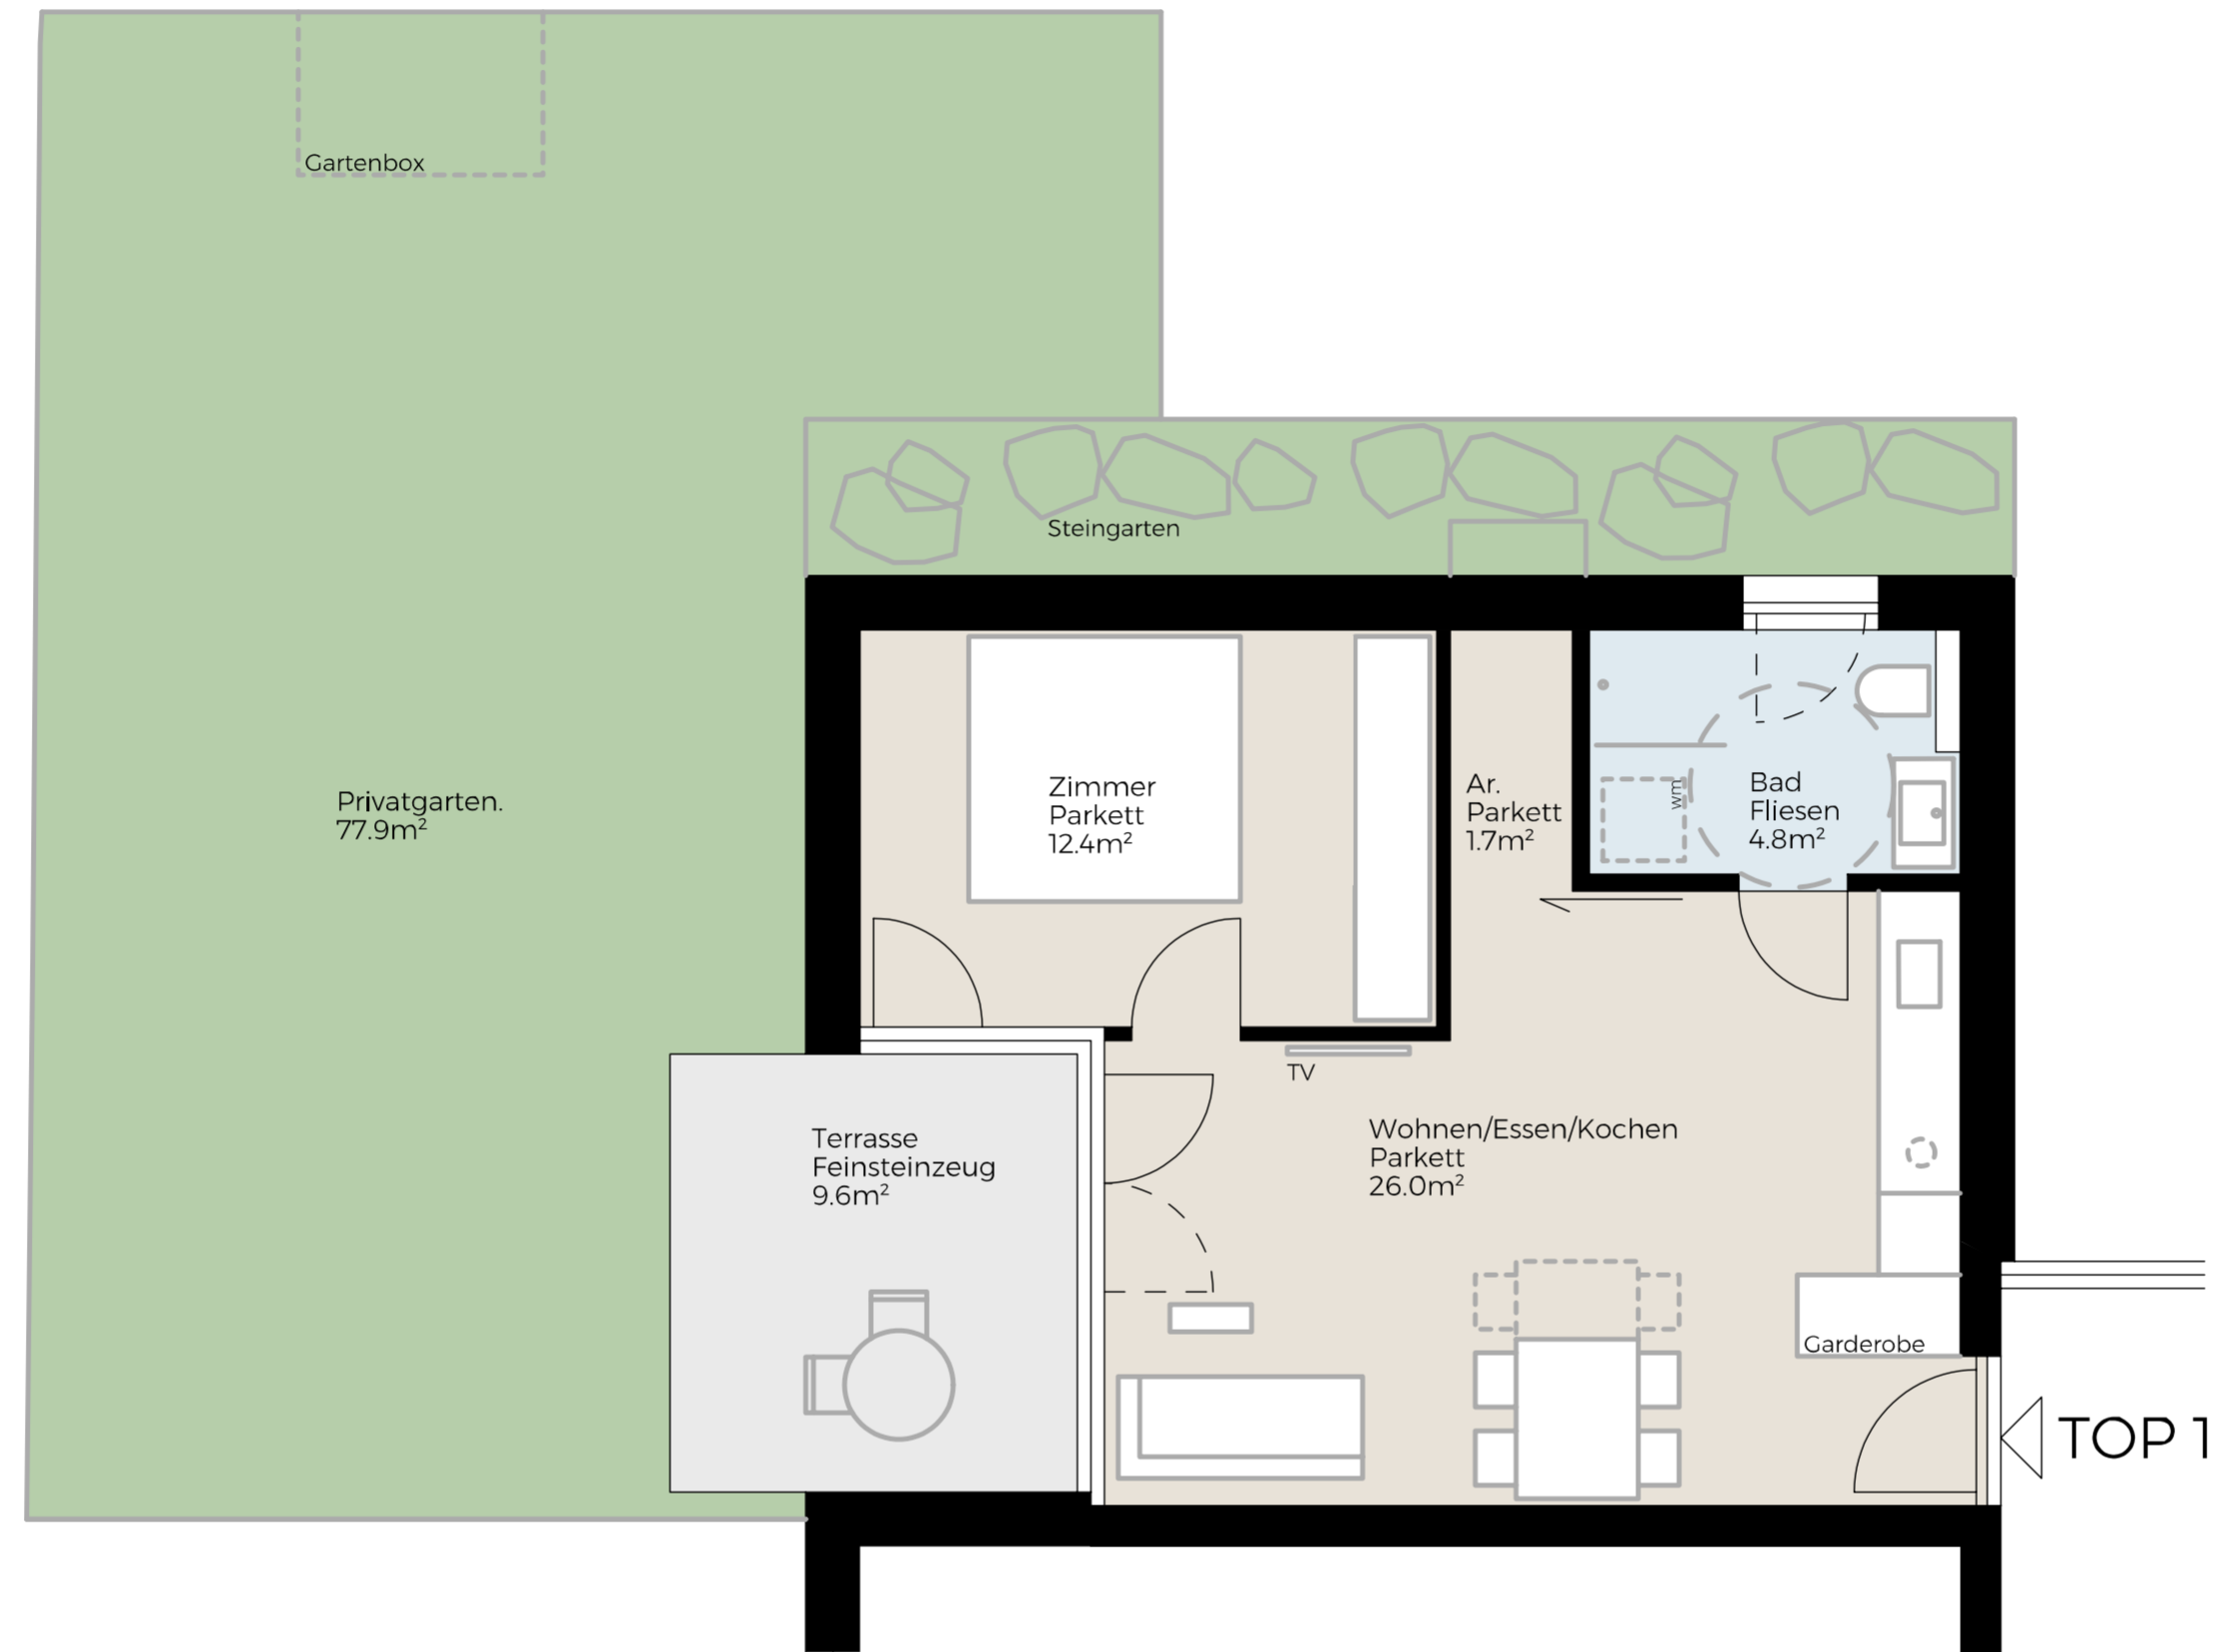 Gartenbox
Steingarten
Privatgarten.
77.9m²
Zimmer
Parkett
12.4m²
Ar.
Parkett
1.7m²
wm
Bad
Fliesen
4.8m²
TV
Terrasse
Feinsteinzeug
9.6m²
Wohnen/Essen/Kochen
Parkett
26.0m²
Garderobe
TOP 1